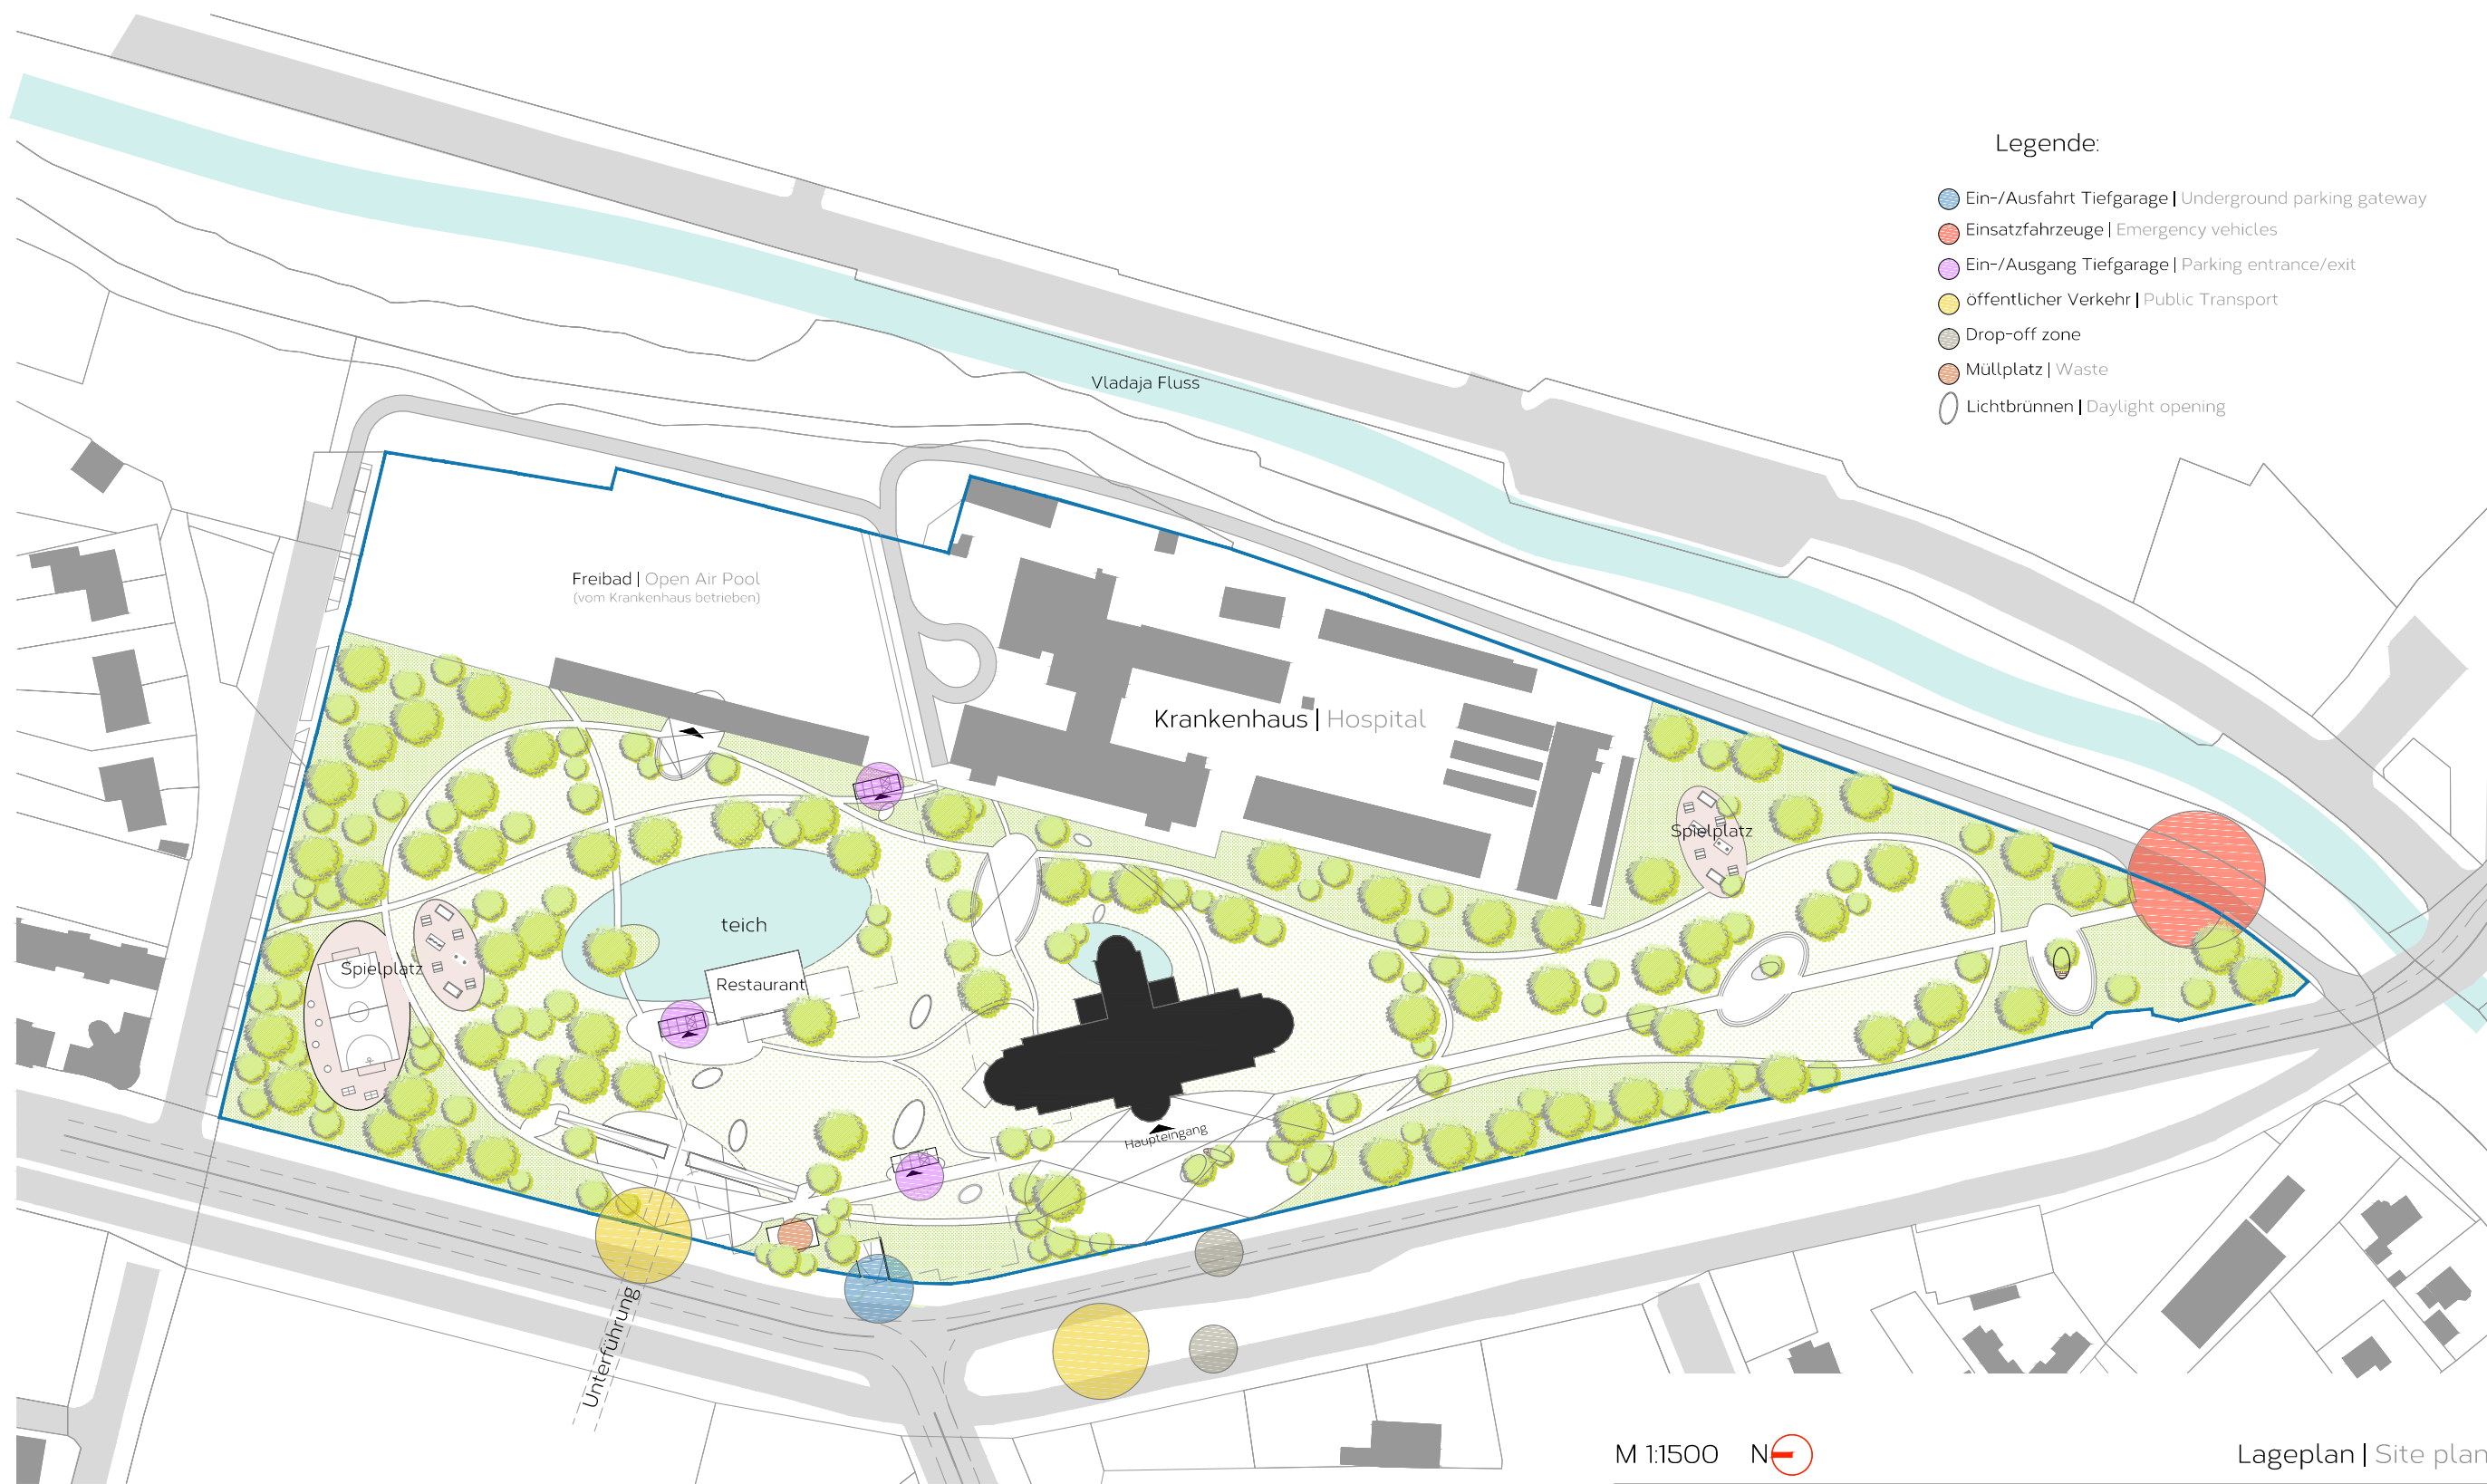 Legende:
Ein-/Ausfahrt Tiefgarage | Underground parking gateway
Einsatzfahrzeuge | Emergency vehicles
Ein-/Ausgang Tiefgarage | Parking entrance/exit
öffentlicher Verkehr | Public Transport
Drop-off zone
Müllplatz | Waste
Lichtbrünnen | Daylight opening
Vladaja Fluss
Freibad | Open Air Pool
(vom Krankenhaus betrieben)
Krankenhaus | Hospital
Spielplatz
teich
Spielplatz
Restaurant
Haupteingang
Unterführung
M 1:1500
N
Lageplan | Site plan